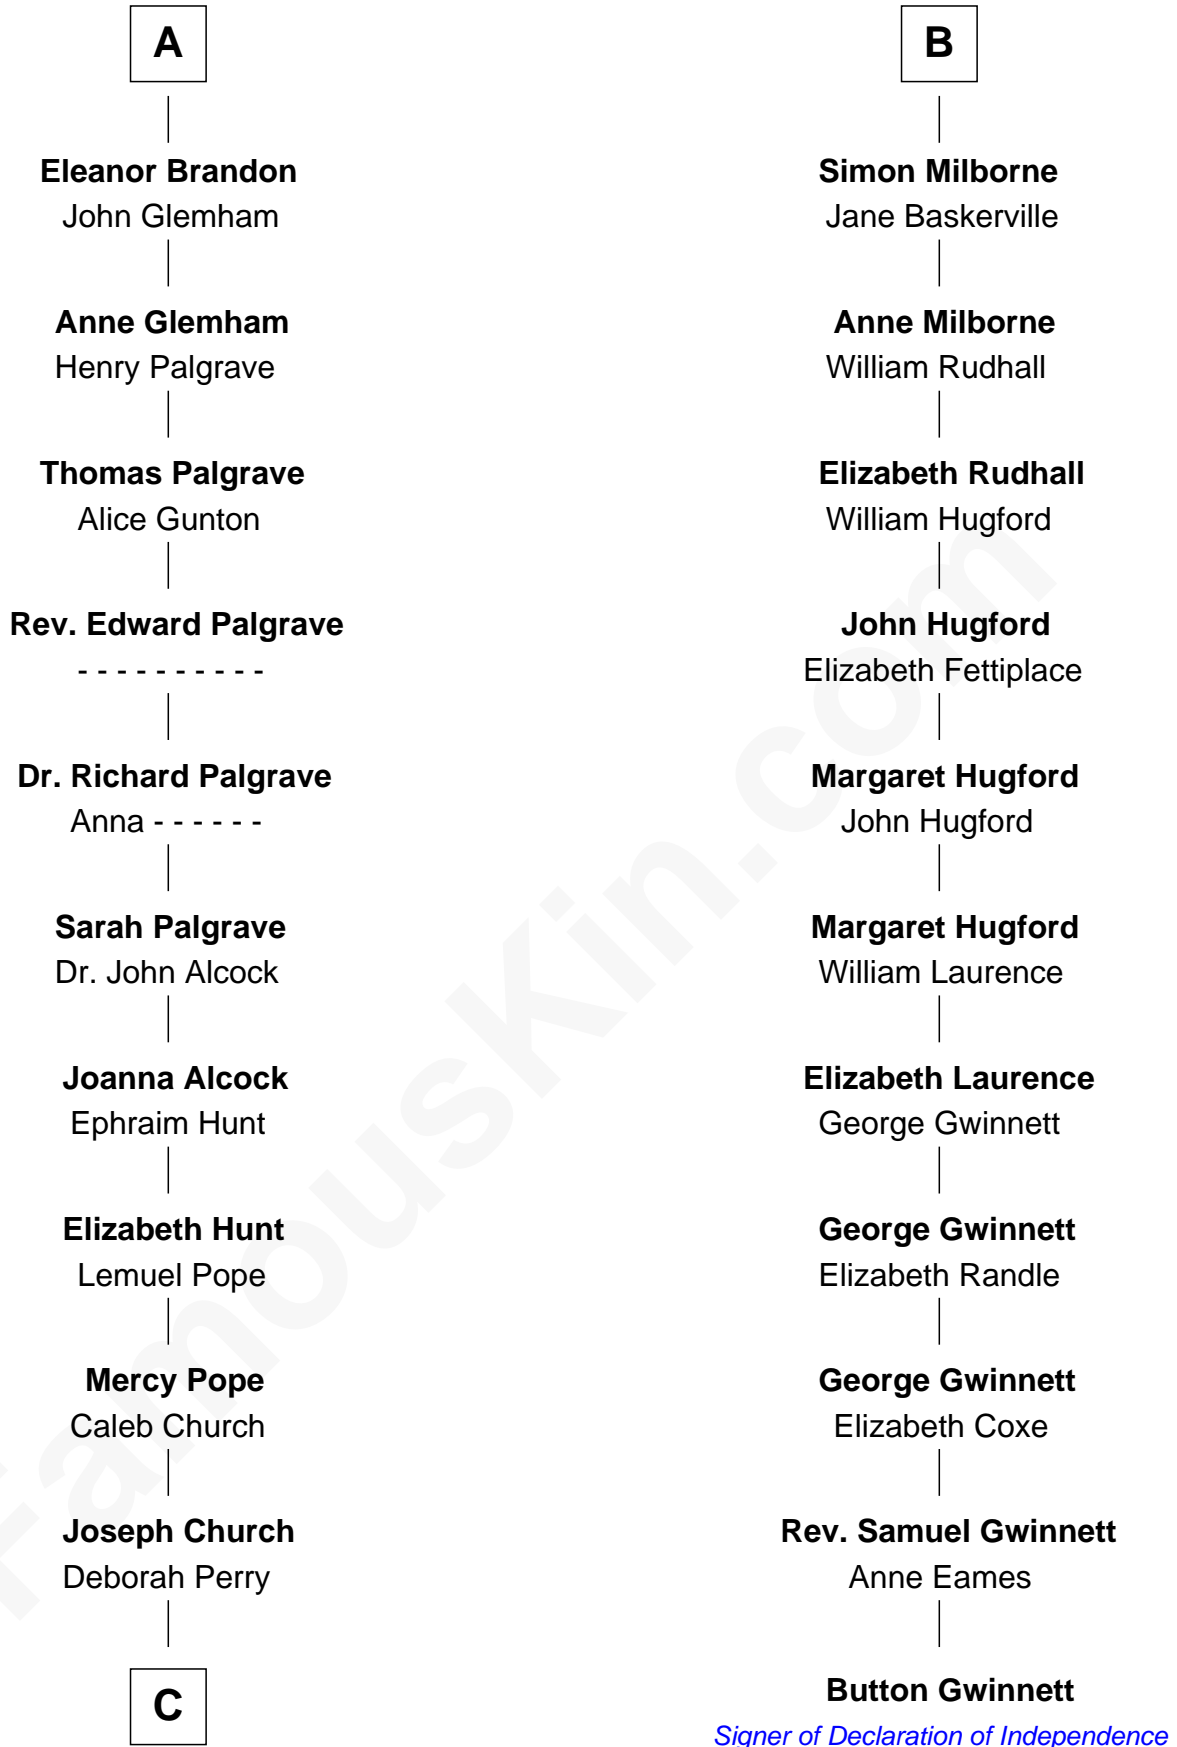 A
Eleanor Brandon
John Glemham
Anne Glemham
Henry Palgrave
Thomas Palgrave
Alice Gunton
Rev. Edward Palgrave
- - - - - - - - - -
Dr. Richard Palgrave
Anna - - - - - -
Sarah Palgrave
Dr. John Alcock
Joanna Alcock
Ephraim Hunt
Elizabeth Hunt
Lemuel Pope
Mercy Pope
Caleb Church
Joseph Church
Deborah Perry
C
B
Simon Milborne
Jane Baskerville
Anne Milborne
William Rudhall
Elizabeth Rudhall
William Hugford
John Hugford
Elizabeth Fettiplace
Margaret Hugford
John Hugford
Margaret Hugford
William Laurence
Elizabeth Laurence
George Gwinnett
George Gwinnett
Elizabeth Randle
George Gwinnett
Elizabeth Coxe
Rev. Samuel Gwinnett
Anne Eames
Button Gwinnett
Signer of Declaration of Independence
FamousKin.com